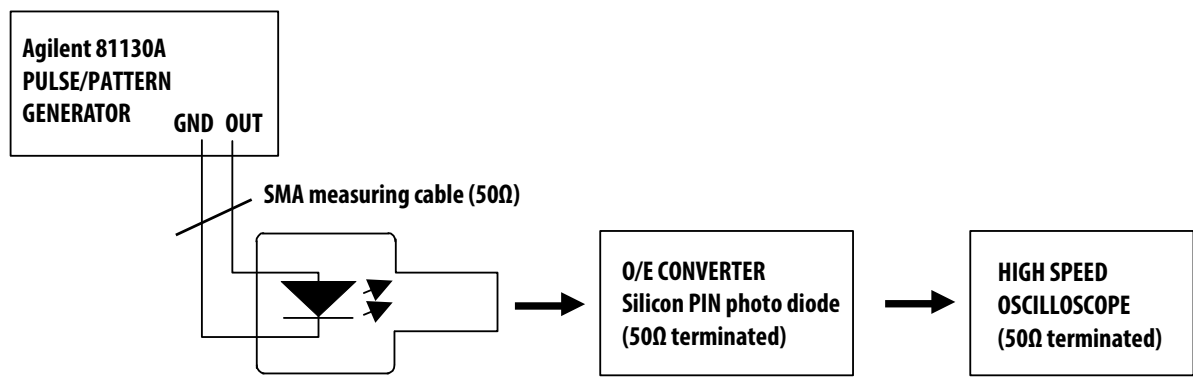 Agilent 81130A
PULSE/PATTERN
GENERATOR
GND OUT
SMA measuring cable (50Ω)
O/E CONVERTER
Silicon PIN photo diode
(50Ω terminated)
HIGH SPEED
OSCILLOSCOPE
(50Ω terminated)